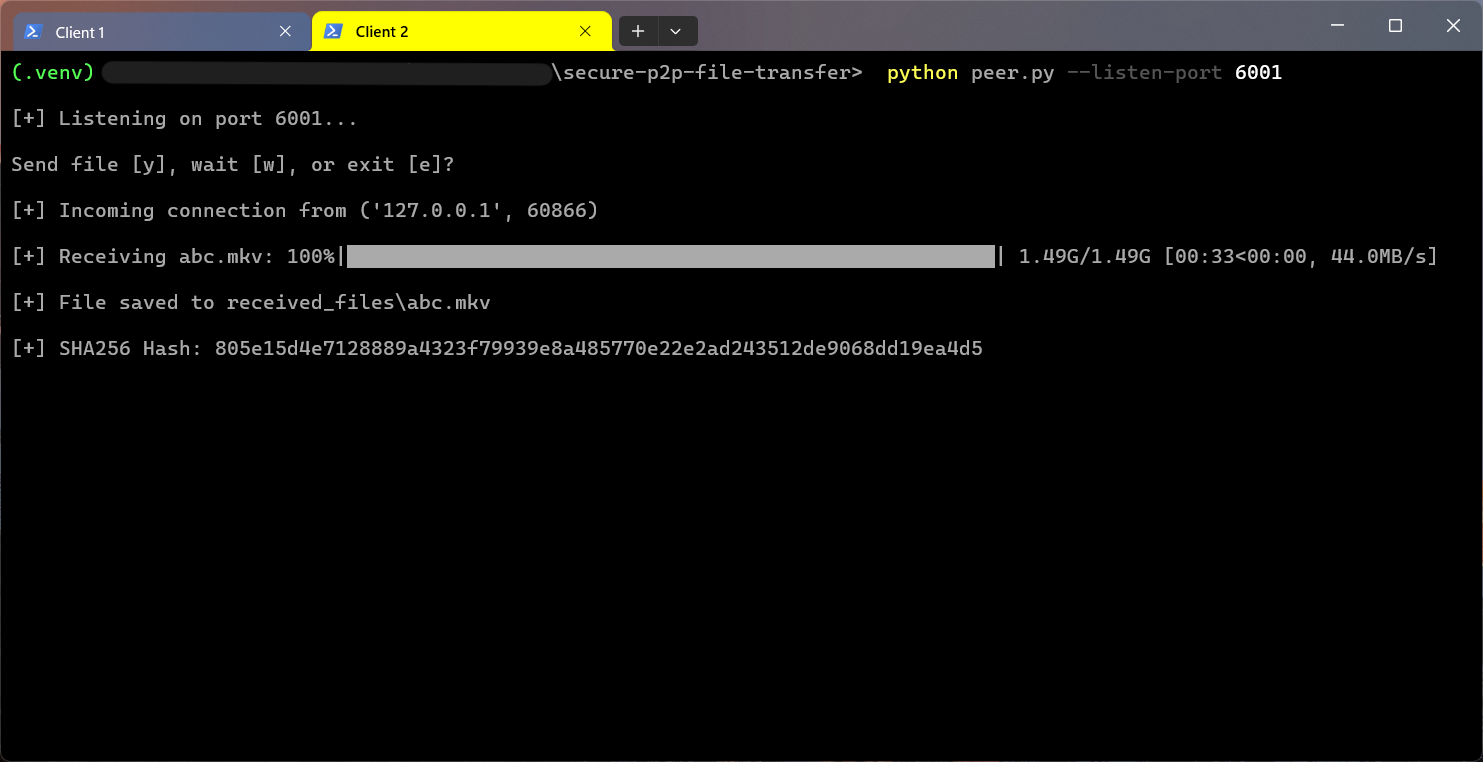 Client 1
Client 2
(.venv) \secure-p2p-file-transfer> python peer.py --listen-port 6001
[+] Listening on port 6001...
Send file [y], wait [w], or exit [e]?
[+] Incoming connection from ('127.0.0.1', 60866)
[+] Receiving abc.mkv: 100%| | 1.49G/1.49G [00:33<00:00, 44.0MB/s]
[+] File saved to received_files\abc.mkv
[+] SHA256 Hash: 805e15d4e7128889a4323f79939e8a485770e22e2ad243512de9068dd19ea4d5